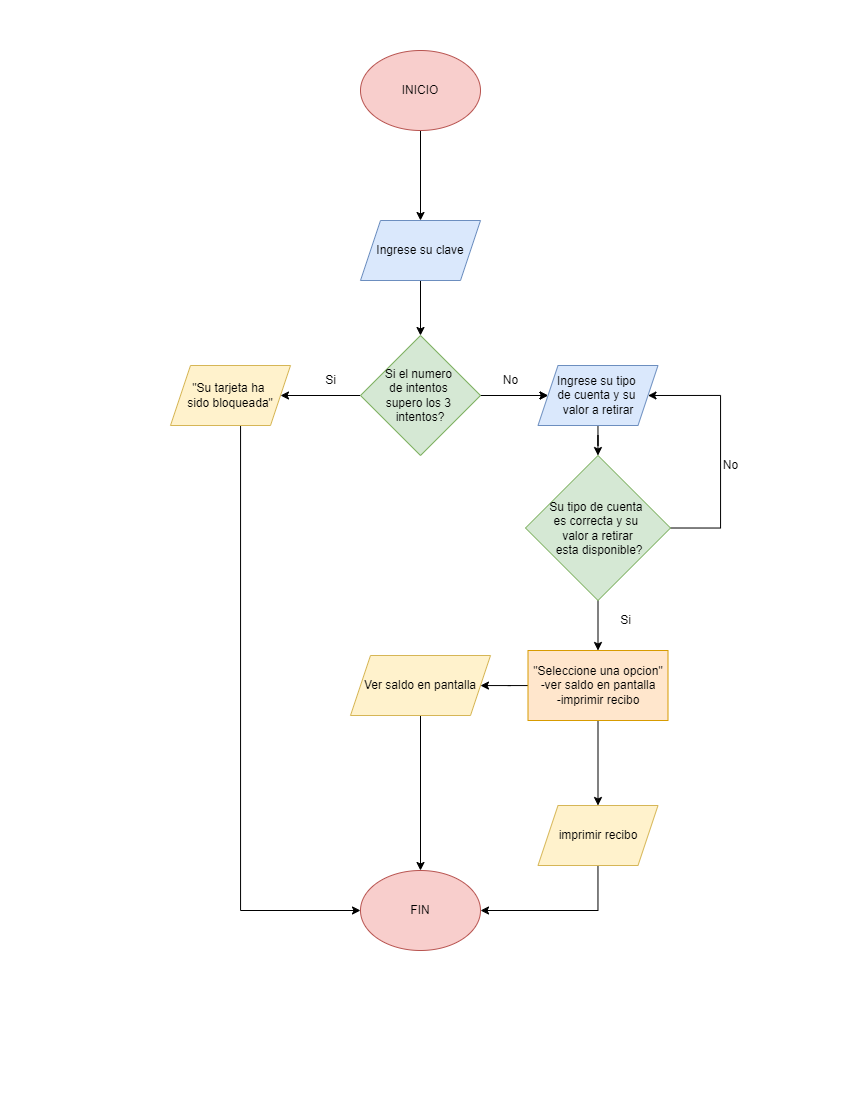 INICIO
Ingrese su clave
Si el numero
de intentos
supero los 3
intentos?
Si
"Su tarjeta ha
sido bloqueada"
No
Ingrese su tipo
de cuenta y su
valor a retirar
No
Su tipo de cuenta
es correcta y su
valor a retirar
esta disponible?
Si
"Seleccione una opcion"
-ver saldo en pantalla
-imprimir recibo
Ver saldo en pantalla
imprimir recibo
FIN